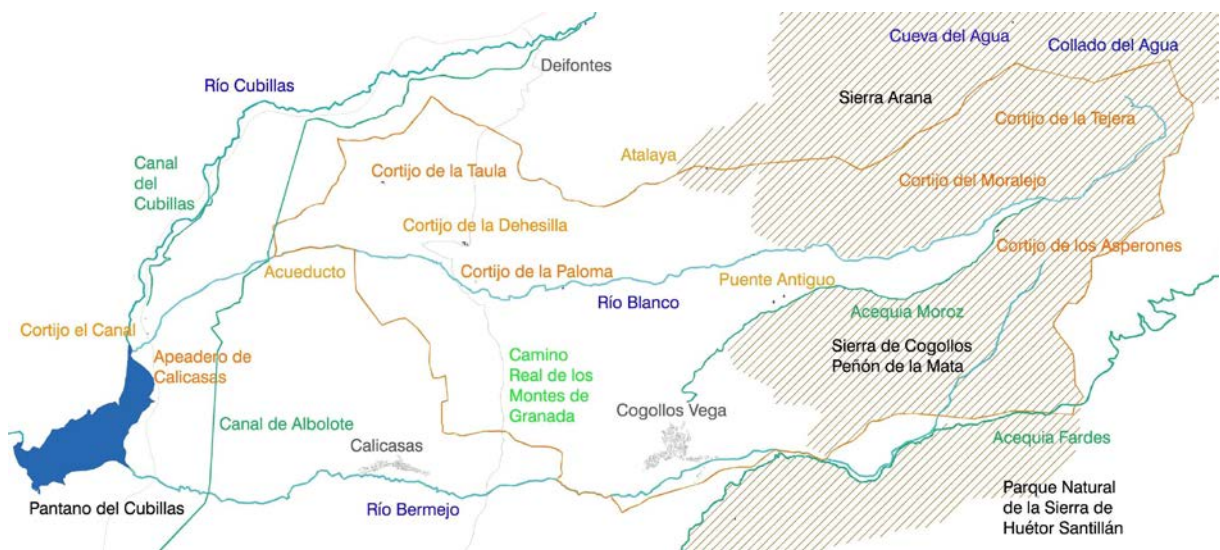 Cueva del Agua
Collado del Agua
Deifontes
Río Cubillas
Sierra Arana
Cortijo de la Tejera
Atalaya
Canal
del
Cubillas
Cortijo de la Taula
Cortijo del Moralejo
Cortijo de la Dehesilla
Cortijo de los Asperones
Acueducto
Cortijo de la Paloma
Puente Antiguo
Río Blanco
Acequia Moroz
Cortijo el Canal
Apeadero de
Calicasas
Sierra de Cogollos
Peñón de la Mata
Camino
Real de los
Montes de
Granada
Cogollos Vega
Canal de Albolote
Calicasas
Acequia Fardes
Pantano del Cubillas
Río Bermejo
Parque Natural
de la Sierra de
Huétor Santillán